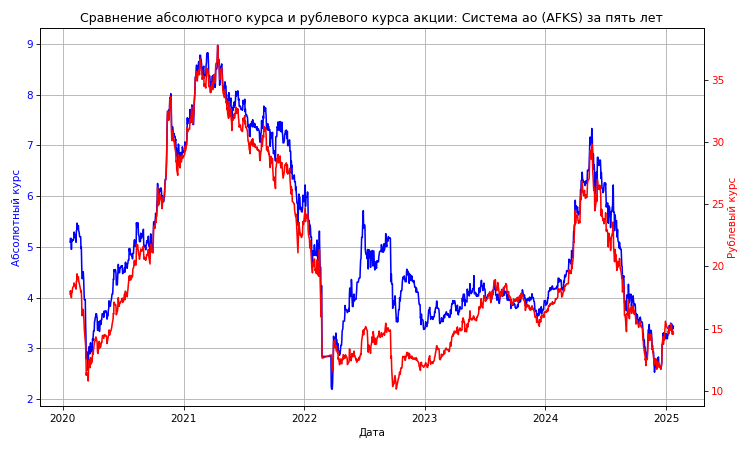 Сравнение абсолютного курса и рублевого курса акции: Система ао (AFKS) за пять лет
Абсолютный курс
9
8
7
6
5
4
3
2
35
30
25
20
15
10
Рублевый курс
2020 2021 2022 2023 2024 2025
Дата